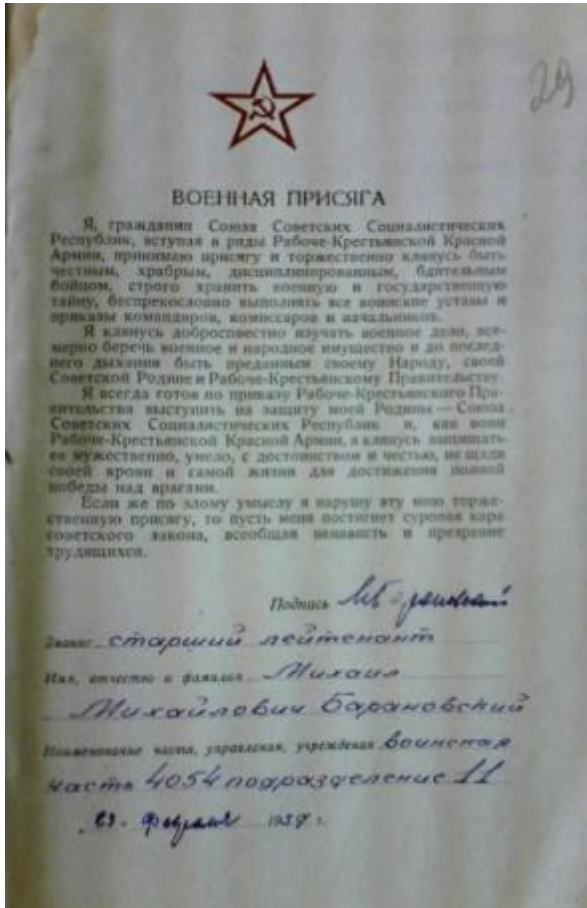 29
ВОЕННАЯ ПРИСЯГА
Я, гражданин Союза Советских Социалистических
Республик, вступая в ряды Рабоче-Крестьянской Красной
Армии, принимаю присягу и торжественно клянусь быть
честным, храбрым, дисциплинированным, бдительным
бойцом, строго хранить военную и государственную
тайну, беспрекословно выполнять все воинские уставы и
приказы командиров, комиссаров и начальников.
Я клянусь добросовестно изучать военное дело, все-
мерно беречь военное и народное имущество и до послед-
него дыхания быть преданным своему Народу, своей
Советской Родине и Рабоче-Крестьянскому Правительству.
Я всегда готов по приказу Рабоче-Крестьянского Пра-
вительства выступить на защиту моей Родины — Союза
Советских Социалистических Республик и, как воин
Рабоче-Крестьянской Красной Армии, я клянусь защищать
ее мужественно, умело, с достоинством и честью, не щадя
своей крови и самой жизни для достижения полной
победы над врагами.
Если же по злому умыслу я нарушу эту мою торже-
ственную присягу, то пусть меня постигнет суровая кара
советского закона, всеобщая ненависть и презрение
трудящихся.
Подпись
Звание старший лейтенант
Имя, отчество и фамилия Михаил
Михайлович Барановский
Наименование части, управления, учреждения воинская
часть 4054 подразделение 11
23. февраля 1939 г.